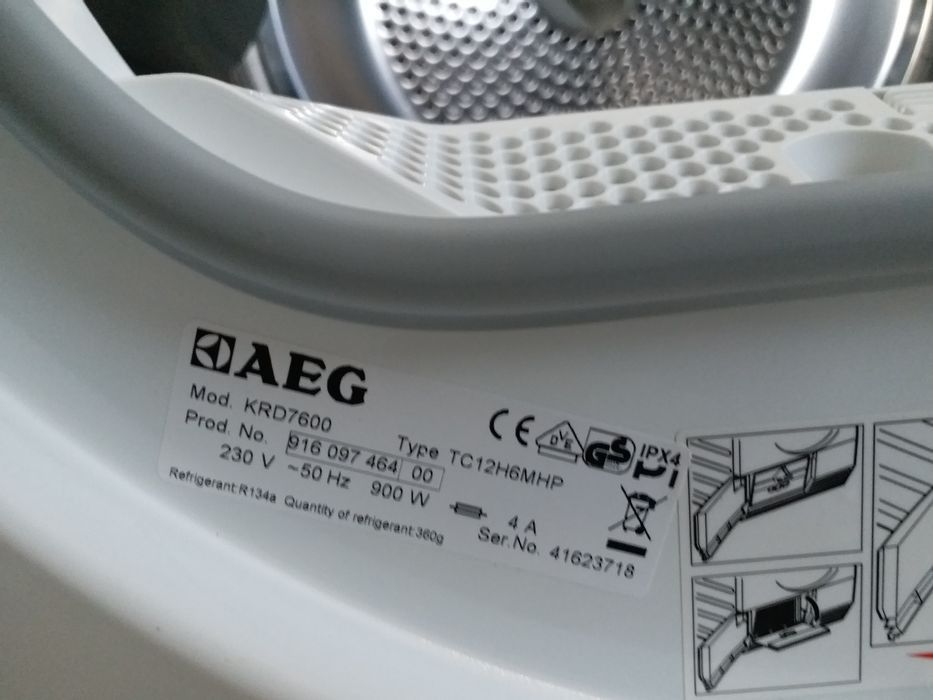 AEG
Mod. KRD7600
Prod. No. 916 097 464 00 Type TC12H6MHP
230 V ~50 Hz 900 W 4 A
Refrigerant:R134a Quantity of refrigerant:360g Ser.No. 41623718
CE DVE GS IPX4